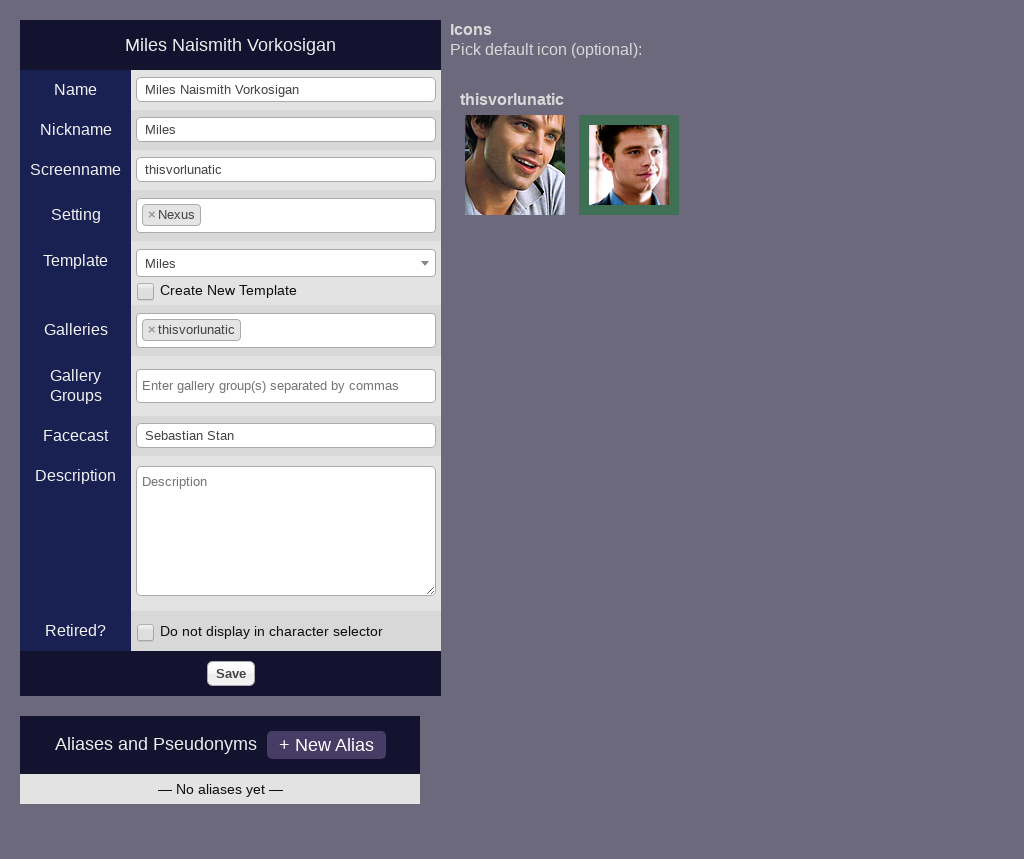 Miles Naismith Vorkosigan
Name
Miles Naismith Vorkosigan
Nickname
Miles
Screenname
thisvorlunatic
Setting
× Nexus
Template
Miles
Create New Template
Galleries
× thisvorlunatic
Gallery
Groups
Enter gallery group(s) separated by commas
Facecast
Sebastian Stan
Description
Description
Retired?
Do not display in character selector
Save
Aliases and Pseudonyms
+ New Alias
— No aliases yet —
Icons
Pick default icon (optional):
thisvorlunatic